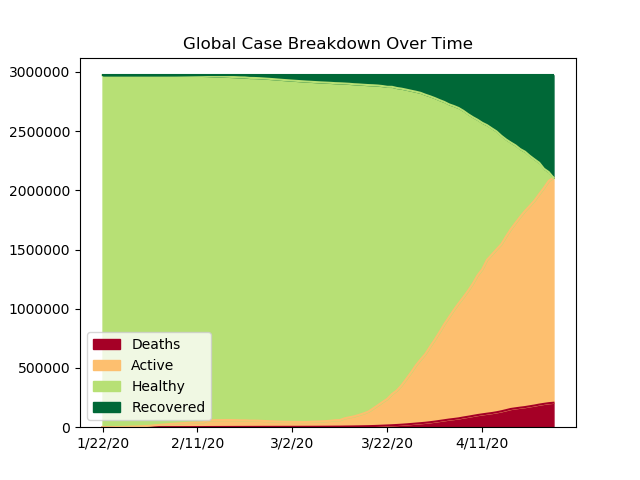 Global Case Breakdown Over Time
3000000
2500000
2000000
1500000
1000000
500000
0
Deaths
Active
Healthy
Recovered
1/22/20 2/11/20 3/2/20 3/22/20 4/11/20